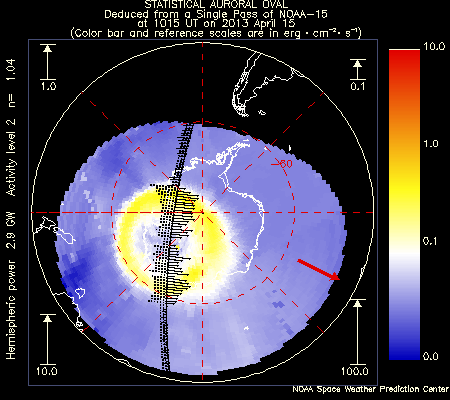 STATISTICAL AURORAL OVAL
Deduced from a Single Pass of NOAA-15
at 1015 UT on 2013 April 15
(Color bar and reference scales are in erg · cm⁻² · s⁻¹)
Hemispheric power 2.9 GW Activity level 2 n= 1.04
1.0
0.1
-60
10.0
100.0
10.0
1.0
0.1
0.0
NOAA Space Weather Prediction Center